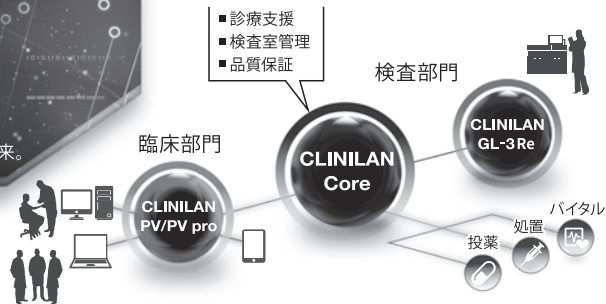 ■診療支援
■検査室管理
■品質保証
検査部門
臨床部門
来。
CLINILAN
GL-3Re
CLINILAN
Core
CLINILAN
PV/PV pro
バイタル
処置
投薬